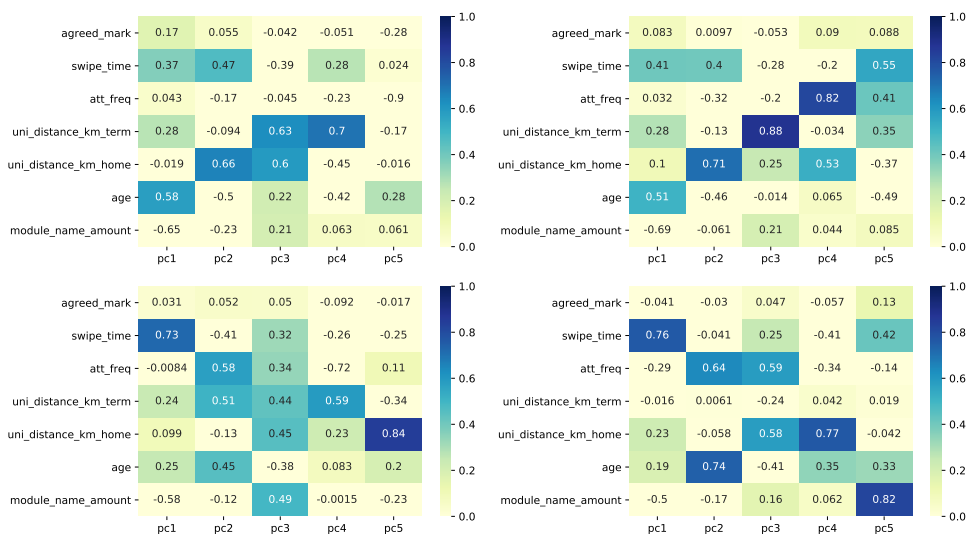 agreed_mark 0.17 0.055 -0.042 -0.051 -0.28
swipe_time 0.37 0.47 -0.39 0.28 0.024
att_freq 0.043 -0.17 -0.045 -0.23 -0.9
uni_distance_km_term 0.28 -0.094 0.63 0.7 -0.17
uni_distance_km_home -0.019 0.66 0.6 -0.45 -0.016
age 0.58 -0.5 0.22 -0.42 0.28
module_name_amount -0.65 -0.23 0.21 0.063 0.061
pc1 pc2 pc3 pc4 pc5
1.0
0.8
0.6
0.4
0.2
0.0
agreed_mark 0.083 0.0097 -0.053 0.09 0.088
swipe_time 0.41 0.4 -0.28 -0.2 0.55
att_freq 0.032 -0.32 -0.2 0.82 0.41
uni_distance_km_term 0.28 -0.13 0.88 -0.034 0.35
uni_distance_km_home 0.1 0.71 0.25 0.53 -0.37
age 0.51 -0.46 -0.014 0.065 -0.49
module_name_amount -0.69 -0.061 0.21 0.044 0.085
pc1 pc2 pc3 pc4 pc5
1.0
0.8
0.6
0.4
0.2
0.0
agreed_mark 0.031 0.052 0.05 -0.092 -0.017
swipe_time 0.73 -0.41 0.32 -0.26 -0.25
att_freq -0.0084 0.58 0.34 -0.72 0.11
uni_distance_km_term 0.24 0.51 0.44 0.59 -0.34
uni_distance_km_home 0.099 -0.13 0.45 0.23 0.84
age 0.25 0.45 -0.38 0.083 0.2
module_name_amount -0.58 -0.12 0.49 -0.0015 -0.23
pc1 pc2 pc3 pc4 pc5
1.0
0.8
0.6
0.4
0.2
0.0
agreed_mark -0.041 -0.03 0.047 -0.057 0.13
swipe_time 0.76 -0.041 0.25 -0.41 0.42
att_freq -0.29 0.64 0.59 -0.34 -0.14
uni_distance_km_term -0.016 0.0061 -0.24 0.042 0.019
uni_distance_km_home 0.23 -0.058 0.58 0.77 -0.042
age 0.19 0.74 -0.41 0.35 0.33
module_name_amount -0.5 -0.17 0.16 0.062 0.82
pc1 pc2 pc3 pc4 pc5
1.0
0.8
0.6
0.4
0.2
0.0